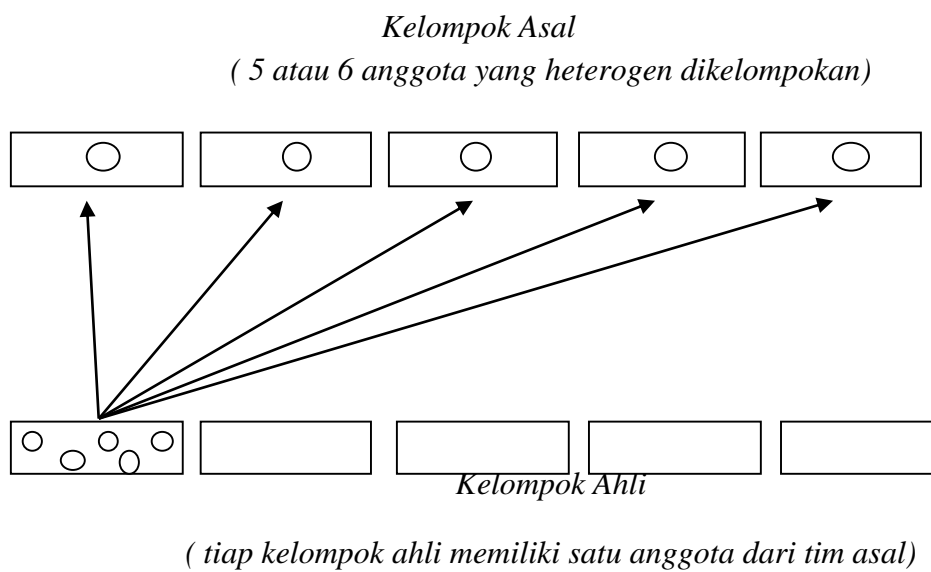 Kelompok Asal
( 5 atau 6 anggota yang heterogen dikelompokan)
Kelompok Ahli
( tiap kelompok ahli memiliki satu anggota dari tim asal)